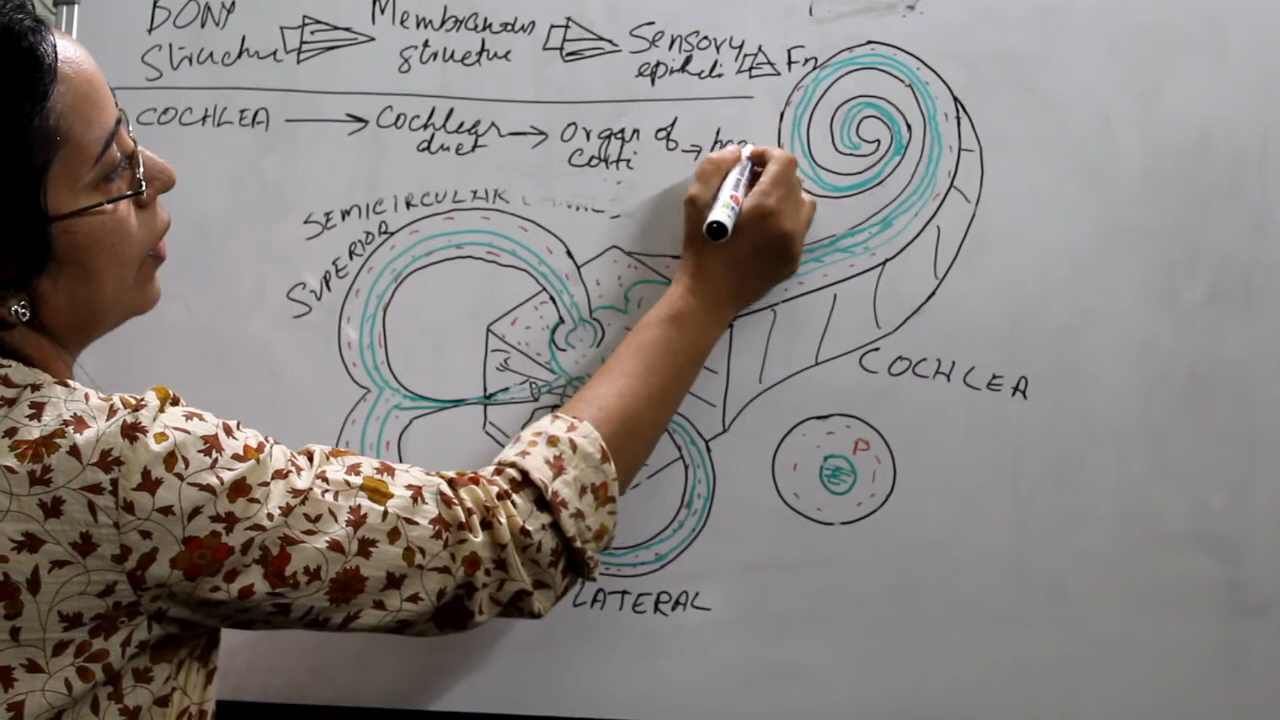 BONY structure
Membranous structure
Sensory epitheli
Fn
COCHLEA → Cochlear duct → Organ of Corti →
SEMICIRCULAR
SUPERIOR
COCHLEA
P
LATERAL